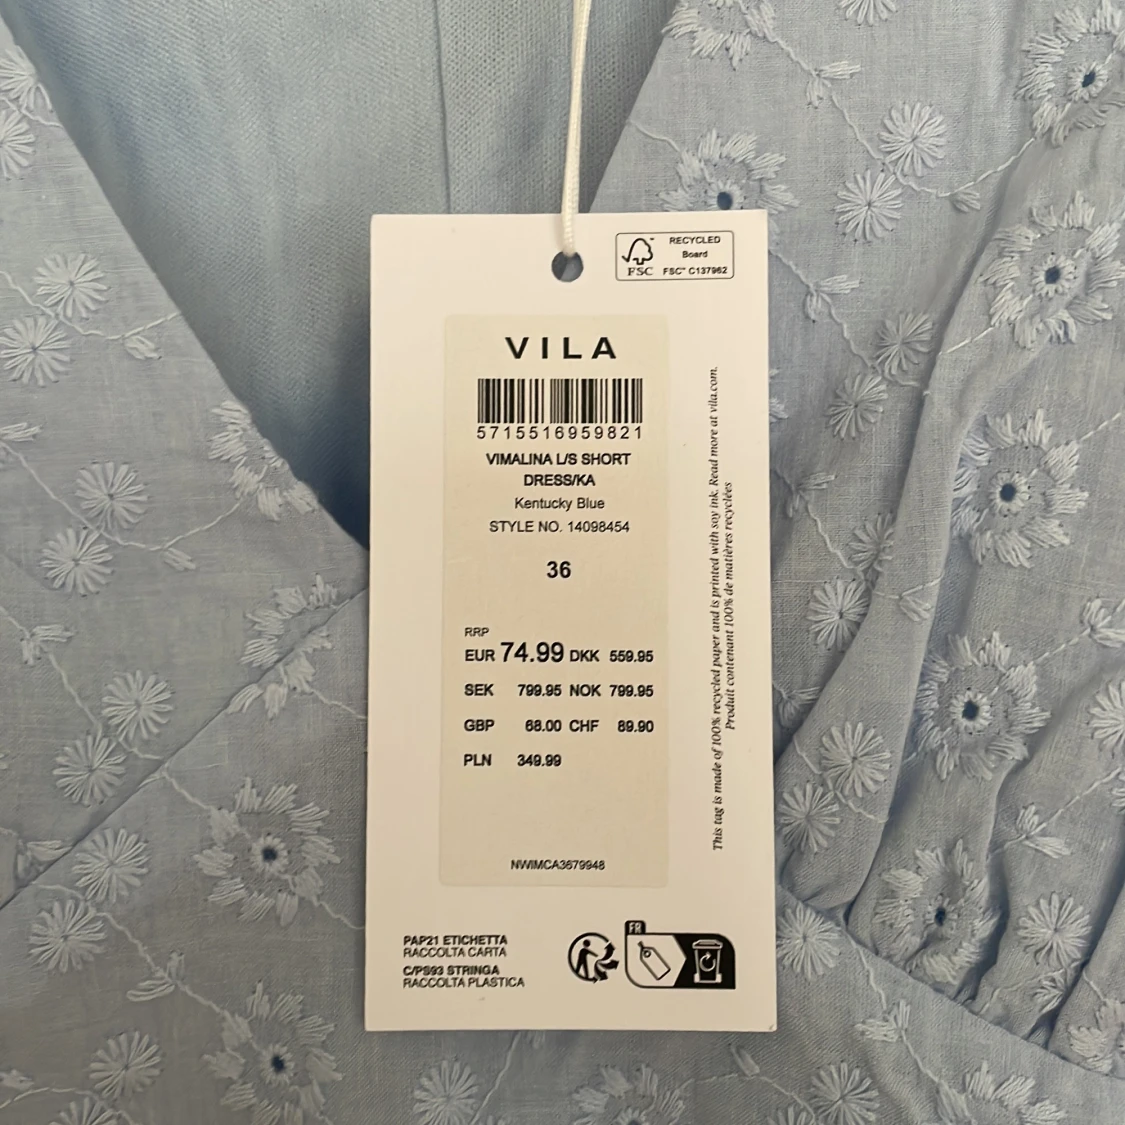 RECYCLED
Board
FSC™ C137962
FSC
VILA
5715516959821
VIMALINA L/S SHORT
DRESS/KA
Kentucky Blue
STYLE NO. 14098454
36
RRP
EUR 74.99 DKK 559.95
SEK 799.95 NOK 799.95
GBP 68.00 CHF 89.90
PLN 349.99
NWIMCA3679948
This tag is made of 100% recycled paper and is printed with soy ink. Read more at vila.com.
Produit contenant 100% de matières recyclées
PAP21 ETICHETTA
RACCOLTA CARTA
C/PS93 STRINGA
RACCOLTA PLASTICA
FR